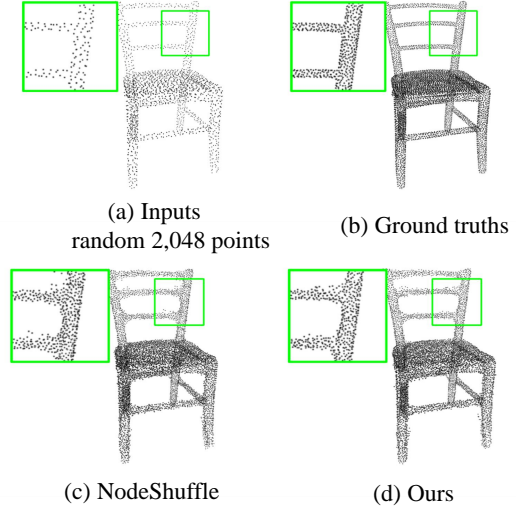 (a) Inputs
random 2,048 points
(b) Ground truths
(c) NodeShuffle
(d) Ours